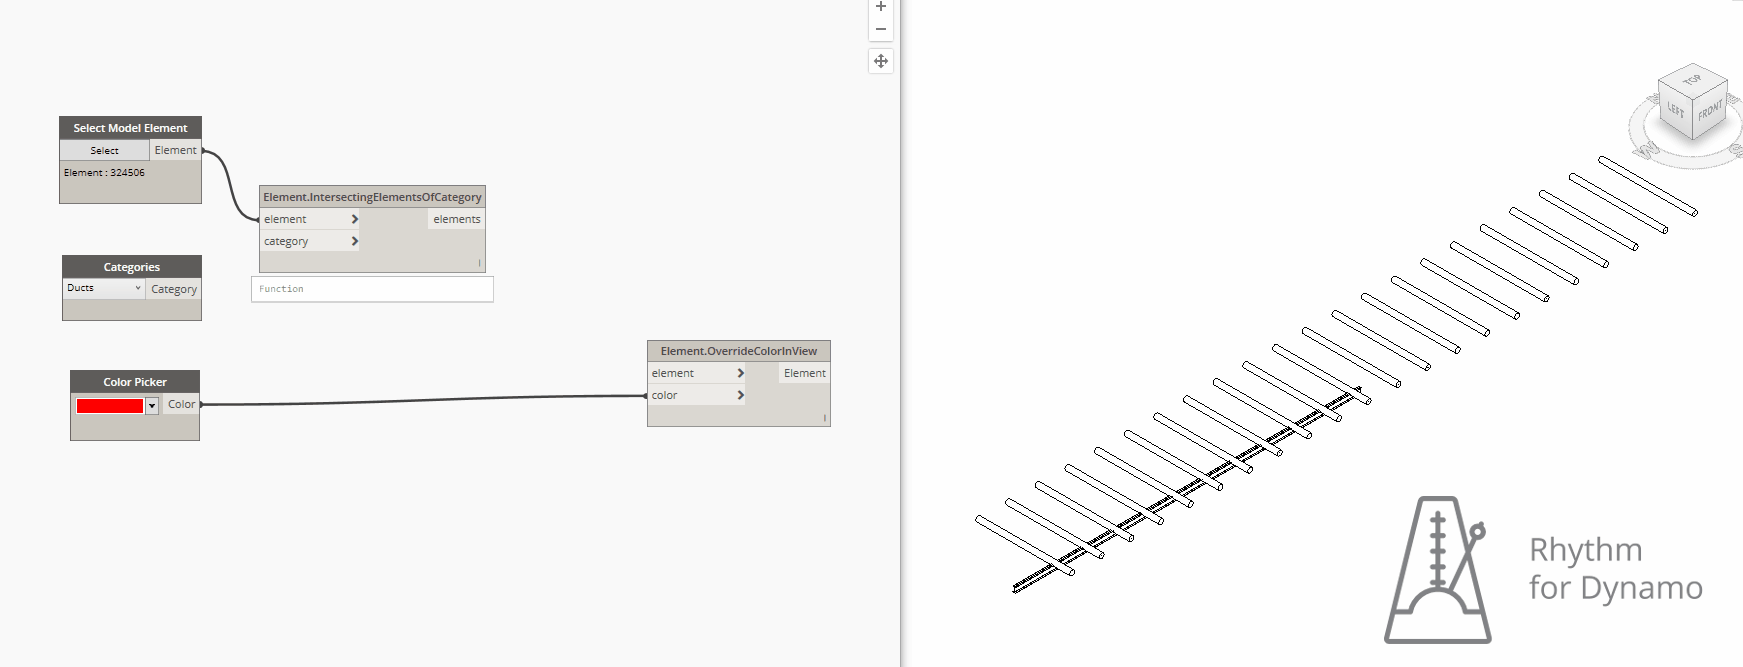 +
−
Select Model Element
Select
Element
Element : 324506
Element.IntersectingElementsOfCategory
element
elements
category
l
Function
Categories
Ducts
Category
Color Picker
Color
Element.OverrideColorInView
element
Element
color
l
TOP
LEFT
FRONT
W
S
Rhythm
for Dynamo